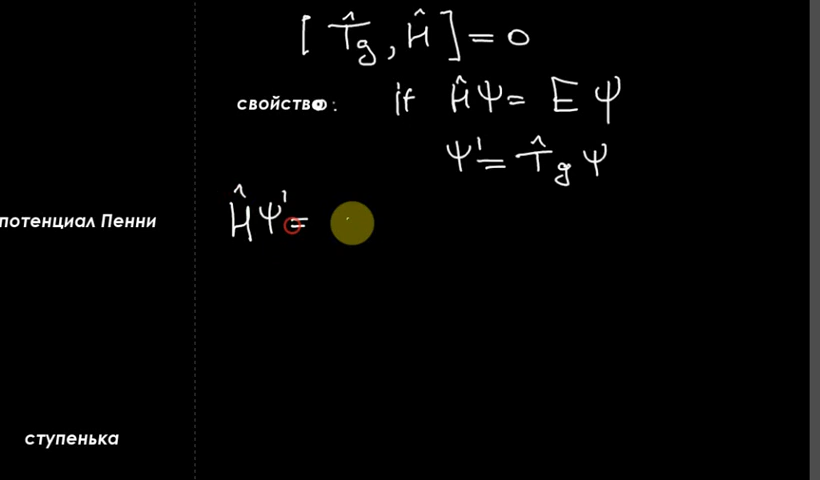 [ T̂g, Ĥ ] = 0
свойство: if Ĥψ = Eψ
ψ' = T̂g ψ
Ĥψ' =
потенциал Пенни
ступенька